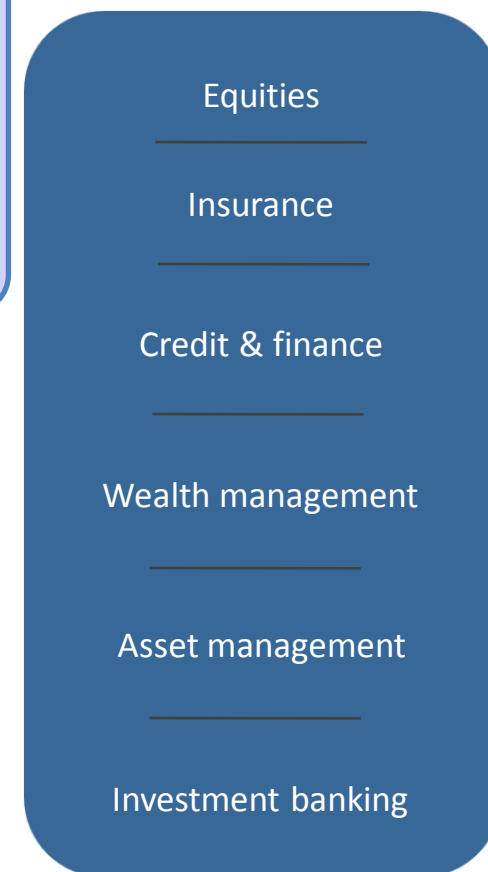 Equities
Insurance
Credit & finance
Wealth management
Asset management
Investment banking